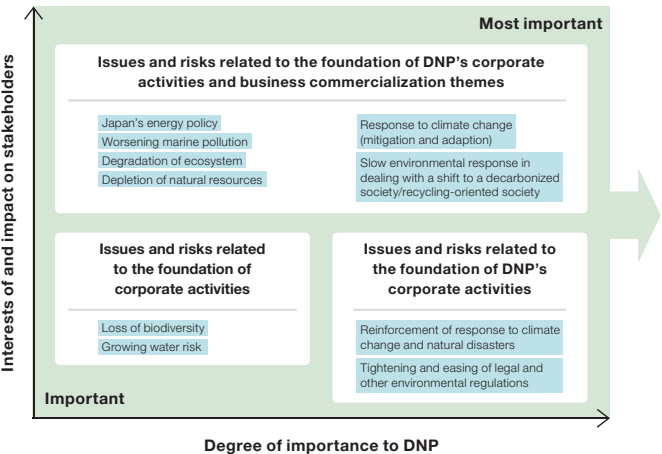 Interests of and impact on stakeholders
Most important
Issues and risks related to the foundation of DNP's corporate
activities and business commercialization themes
Japan's energy policy
Worsening marine pollution
Degradation of ecosystem
Depletion of natural resources
Response to climate change
(mitigation and adaption)
Slow environmental response in
dealing with a shift to a decarbonized
society/recycling-oriented society
Issues and risks related
to the foundation of
corporate activities
Loss of biodiversity
Growing water risk
Issues and risks related to
the foundation of DNP's
corporate activities
Reinforcement of response to climate
change and natural disasters
Tightening and easing of legal and
other environmental regulations
Important
Degree of importance to DNP